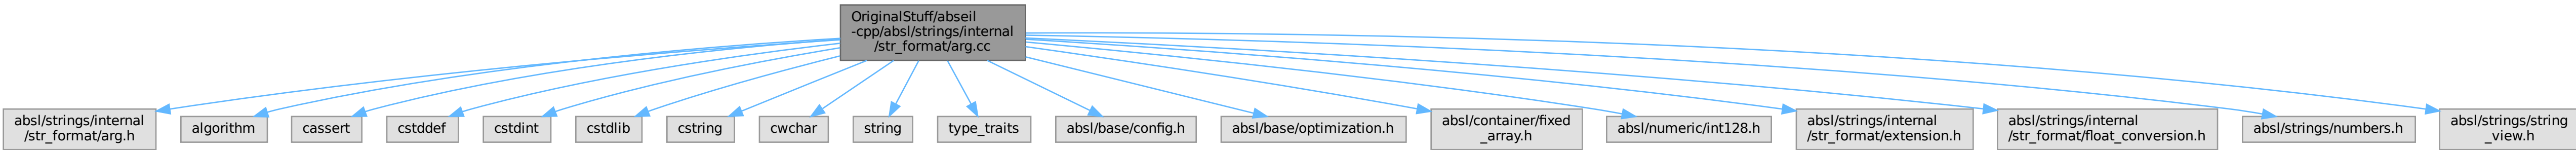 OriginalStuff/abseil
-cpp/absl/strings/internal
/str_format/arg.cc
absl/strings/internal
/str_format/arg.h
algorithm
cassert
cstddef
cstdint
cstdlib
cstring
cwchar
string
type_traits
absl/base/config.h
absl/base/optimization.h
absl/container/fixed
_array.h
absl/numeric/int128.h
absl/strings/internal
/str_format/extension.h
absl/strings/internal
/str_format/float_conversion.h
absl/strings/numbers.h
absl/strings/string
_view.h